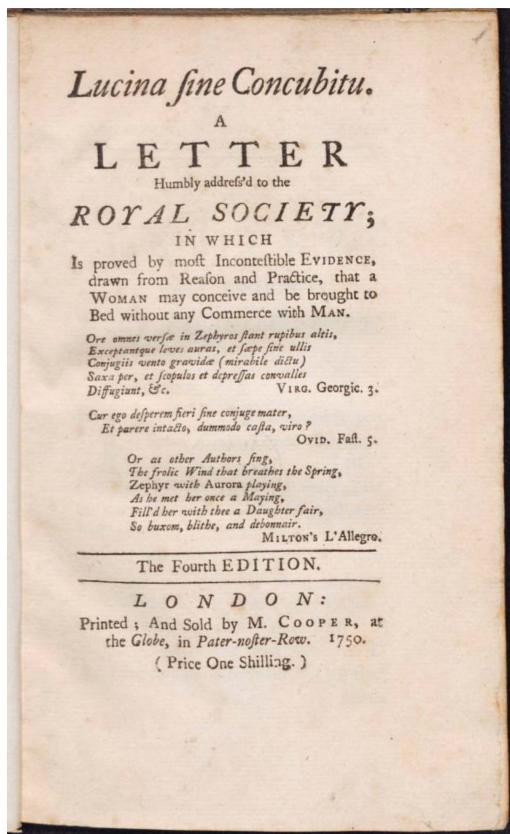 Lucina ſine Concubitu.
A
LETTER
Humbly addreſs'd to the
ROYAL SOCIETY;
IN WHICH
Is proved by moſt Inconteſtible EVIDENCE,
drawn from Reaſon and Practice, that a
WOMAN may conceive and be brought to
Bed without any Commerce with MAN.
Ore omnes verſæ in Zephyros ſtant rupibus altis,
Exceptantque leves auras, et ſæpe ſine ullis
Conjugiis vento gravidæ (mirabile dictu)
Saxa per, et ſcopulos et depreſſas convalles
Diffugiunt, &c. VIRG. Georgic. 3.
Cur ego deſperem fieri ſine conjuge mater,
Et parere intacto, dummodo caſta, viro?
OVID. Faſt. 5.
Or as other Authors ſing,
The frolic Wind that breathes the Spring,
Zephyr with Aurora playing,
As he met her once a Maying,
Fill'd her with thee a Daughter fair,
So buxom, blithe, and debonnair.
MILTON'S L'Allegro.
The Fourth EDITION.
LONDON:
Printed; And Sold by M. COOPER, at
the Globe, in Pater-noſter-Row. 1750.
(Price One Shilling.)